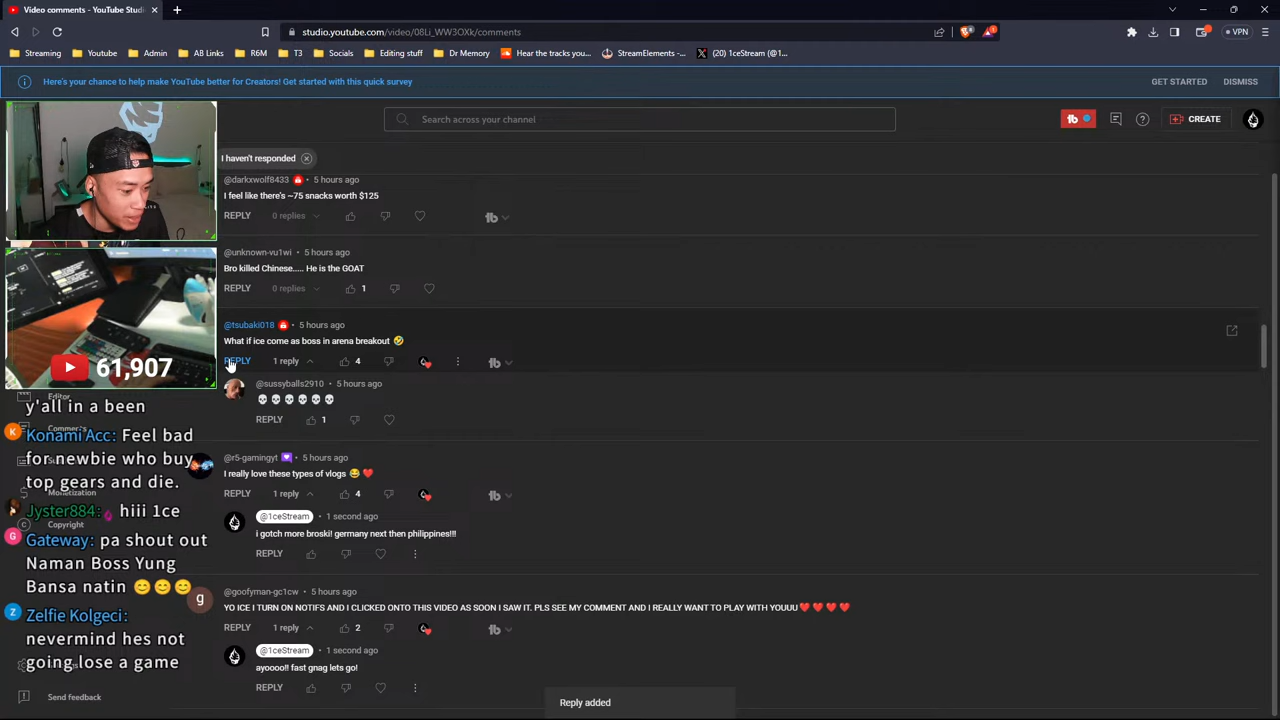 Video comments - YouTube Studio
studio.youtube.com/video/08Li_WW3OXk/comments
VPN
Streaming
Youtube
Admin
AB Links
R6M
T3
Socials
Editing stuff
Dr Memory
Hear the tracks you...
StreamElements -...
(20) 1ceStream (@1...
Here's your chance to help make YouTube better for Creators! Get started with this quick survey
GET STARTED
DISMISS
Search across your channel
tb
CREATE
I haven't responded
@darkxwolf8433 • 5 hours ago
I feel like there's ~75 snacks worth $125
REPLY 0 replies
@unknown-vu1wi • 5 hours ago
Bro killed Chinese..... He is the GOAT
REPLY 0 replies 1
@tsubaki018 • 5 hours ago
What if ice come as boss in arena breakout 🤣
REPLY 1 reply 4
@sussyballs2910 • 5 hours ago
💀💀💀💀💀💀
REPLY 1
@r5-gamingyt • 5 hours ago
I really love these types of vlogs 😂❤️
REPLY 1 reply 4
@1ceStream • 1 second ago
i gotch more broski! germany next then philippines!!!
REPLY
@goofyman-gc1cw • 5 hours ago
YO ICE I TURN ON NOTIFS AND I CLICKED ONTO THIS VIDEO AS SOON I SAW IT. PLS SEE MY COMMENT AND I REALLY WANT TO PLAY WITH YOUUU❤️❤️❤️❤️
REPLY 1 reply 2
@1ceStream • 1 second ago
ayoooo!! fast gnag lets go!
REPLY
Reply added
61,907
Editor
Comments
Monetization
Copyright
Send feedback
y'all in a been
Konami Acc: Feel bad
for newbie who buy
top gears and die.
Jyster884: hiii 1ce
Gateway: pa shout out
Naman Boss Yung
Bansa natin 😊😊😊
Zelfie Kolgeci:
nevermind hes not
going lose a game